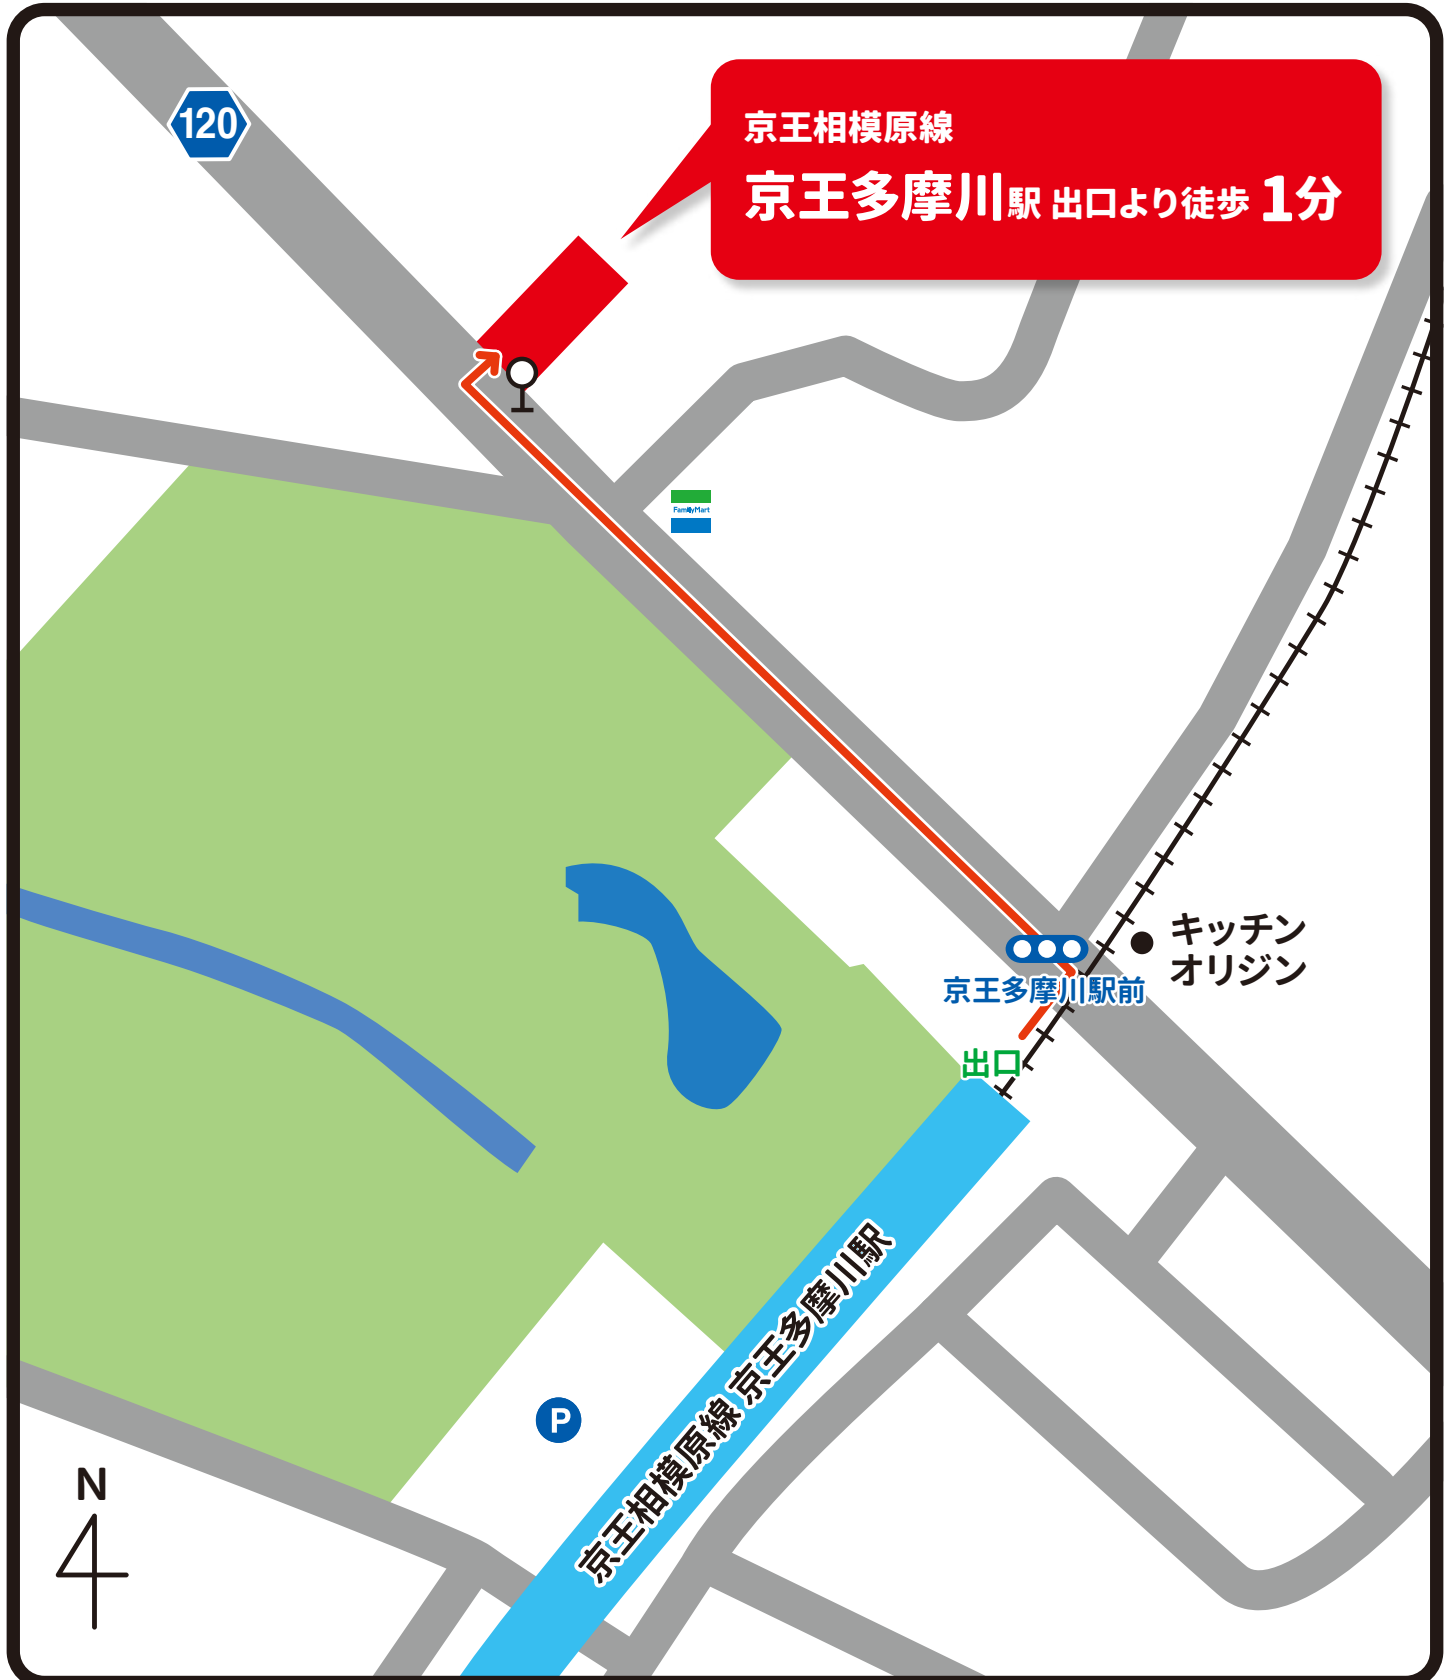 120
京王相模原線
京王多摩川駅 出口より徒歩 1分
FamilyMart
キッチン
オリジン
京王多摩川駅前
出口
京王相模原線 京王多摩川駅
P
N